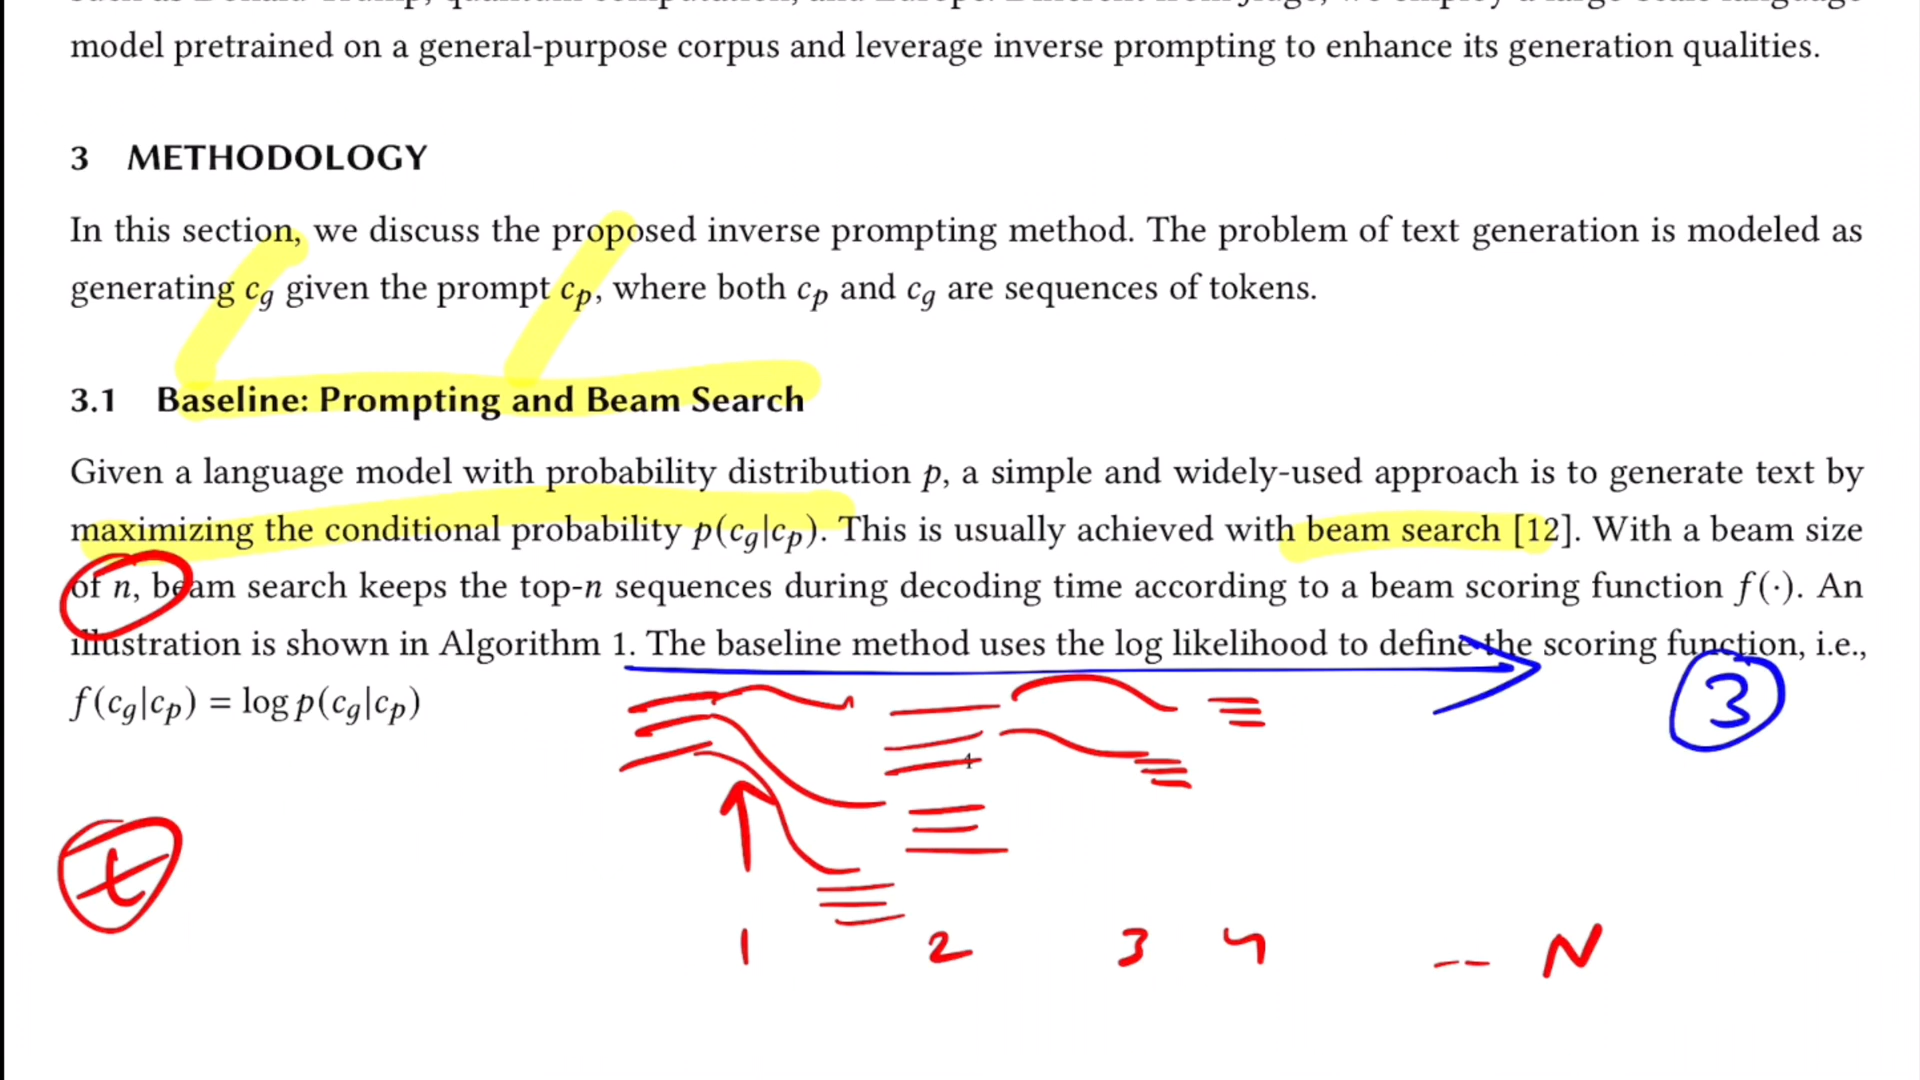 model pretrained on a general-purpose corpus and leverage inverse prompting to enhance its generation qualities.
3 METHODOLOGY
In this section, we discuss the proposed inverse prompting method. The problem of text generation is modeled as
generating c_g given the prompt c_p, where both c_p and c_g are sequences of tokens.
3.1 Baseline: Prompting and Beam Search
Given a language model with probability distribution p, a simple and widely-used approach is to generate text by
maximizing the conditional probability p(c_g|c_p). This is usually achieved with beam search [12]. With a beam size
of n, beam search keeps the top-n sequences during decoding time according to a beam scoring function f(·). An
illustration is shown in Algorithm 1. The baseline method uses the log likelihood to define the scoring function, i.e.,
f(c_g|c_p) = log p(c_g|c_p)
3
t
1 2 3 4 -- N